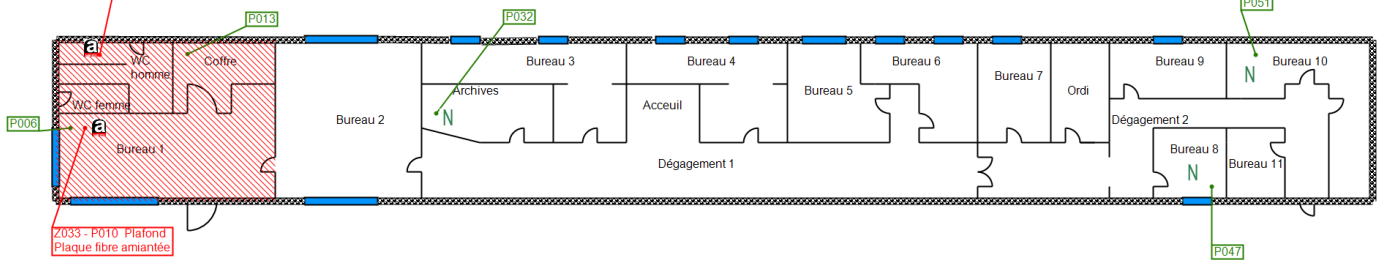 P051
P013
P032
a
WC
homme
Coffre
Bureau 3
Bureau 4
Bureau 6
Bureau 9
Bureau 10
N
Bureau 7
Archives
Bureau 5
Ordi
WC femme
Acceuil
P006
a
Bureau 2
N
Dégagement 2
Bureau 1
Bureau 8
Dégagement 1
Bureau 11
N
Z033 - P010 Plafond
Plaque fibre amiantée
P047